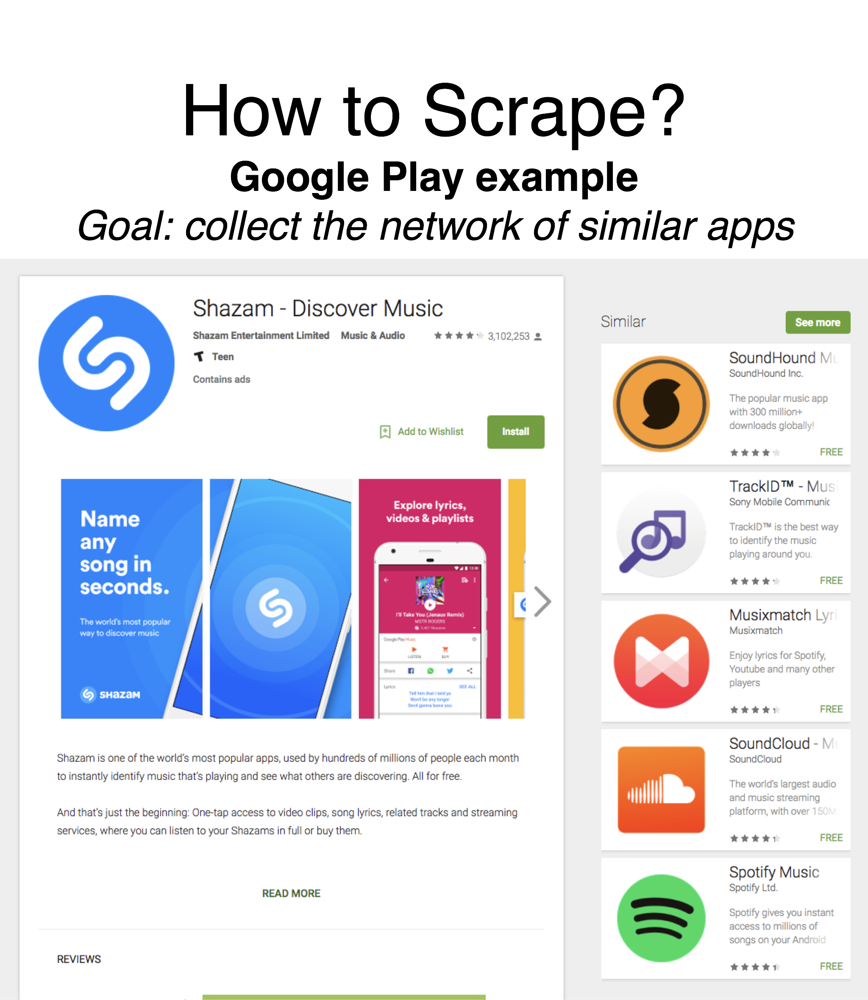 How to Scrape?
Google Play example
Goal: collect the network of similar apps
Shazam - Discover Music
Shazam Entertainment Limited Music & Audio 3,102,253
Teen
Contains ads
Add to Wishlist Install
Name
any
song in
seconds.
The world's most popular
way to discover music
SHAZAM
Explore lyrics,
videos & playlists
12:30
I'll Take You (Jenaux Remix)
MSTR ROGERS
3,467 Shazams
Google Play Music
LISTEN BUY
Share
Lyrics SEE ALL
Tell him that I told ya
Won't be any longer
Devil gonna leave you
Shazam is one of the world's most popular apps, used by hundreds of millions of people each month
to instantly identify music that's playing and see what others are discovering. All for free.
And that's just the beginning: One-tap access to video clips, song lyrics, related tracks and streaming
services, where you can listen to your Shazams in full or buy them.
READ MORE
REVIEWS
Similar See more
SoundHound Mu
SoundHound Inc.
The popular music app
with 300 million+
downloads globally!
FREE
TrackID™ - Musi
Sony Mobile Communic
TrackID™ is the best way
to identify the music
playing around you.
FREE
Musixmatch Lyri
Musixmatch
Enjoy lyrics for Spotify,
Youtube and many other
players
FREE
SoundCloud - Mu
SoundCloud
The world's largest audio
and music streaming
platform, with over 150M
FREE
Spotify Music
Spotify Ltd.
Spotify gives you instant
access to millions of
songs on your Android
FREE